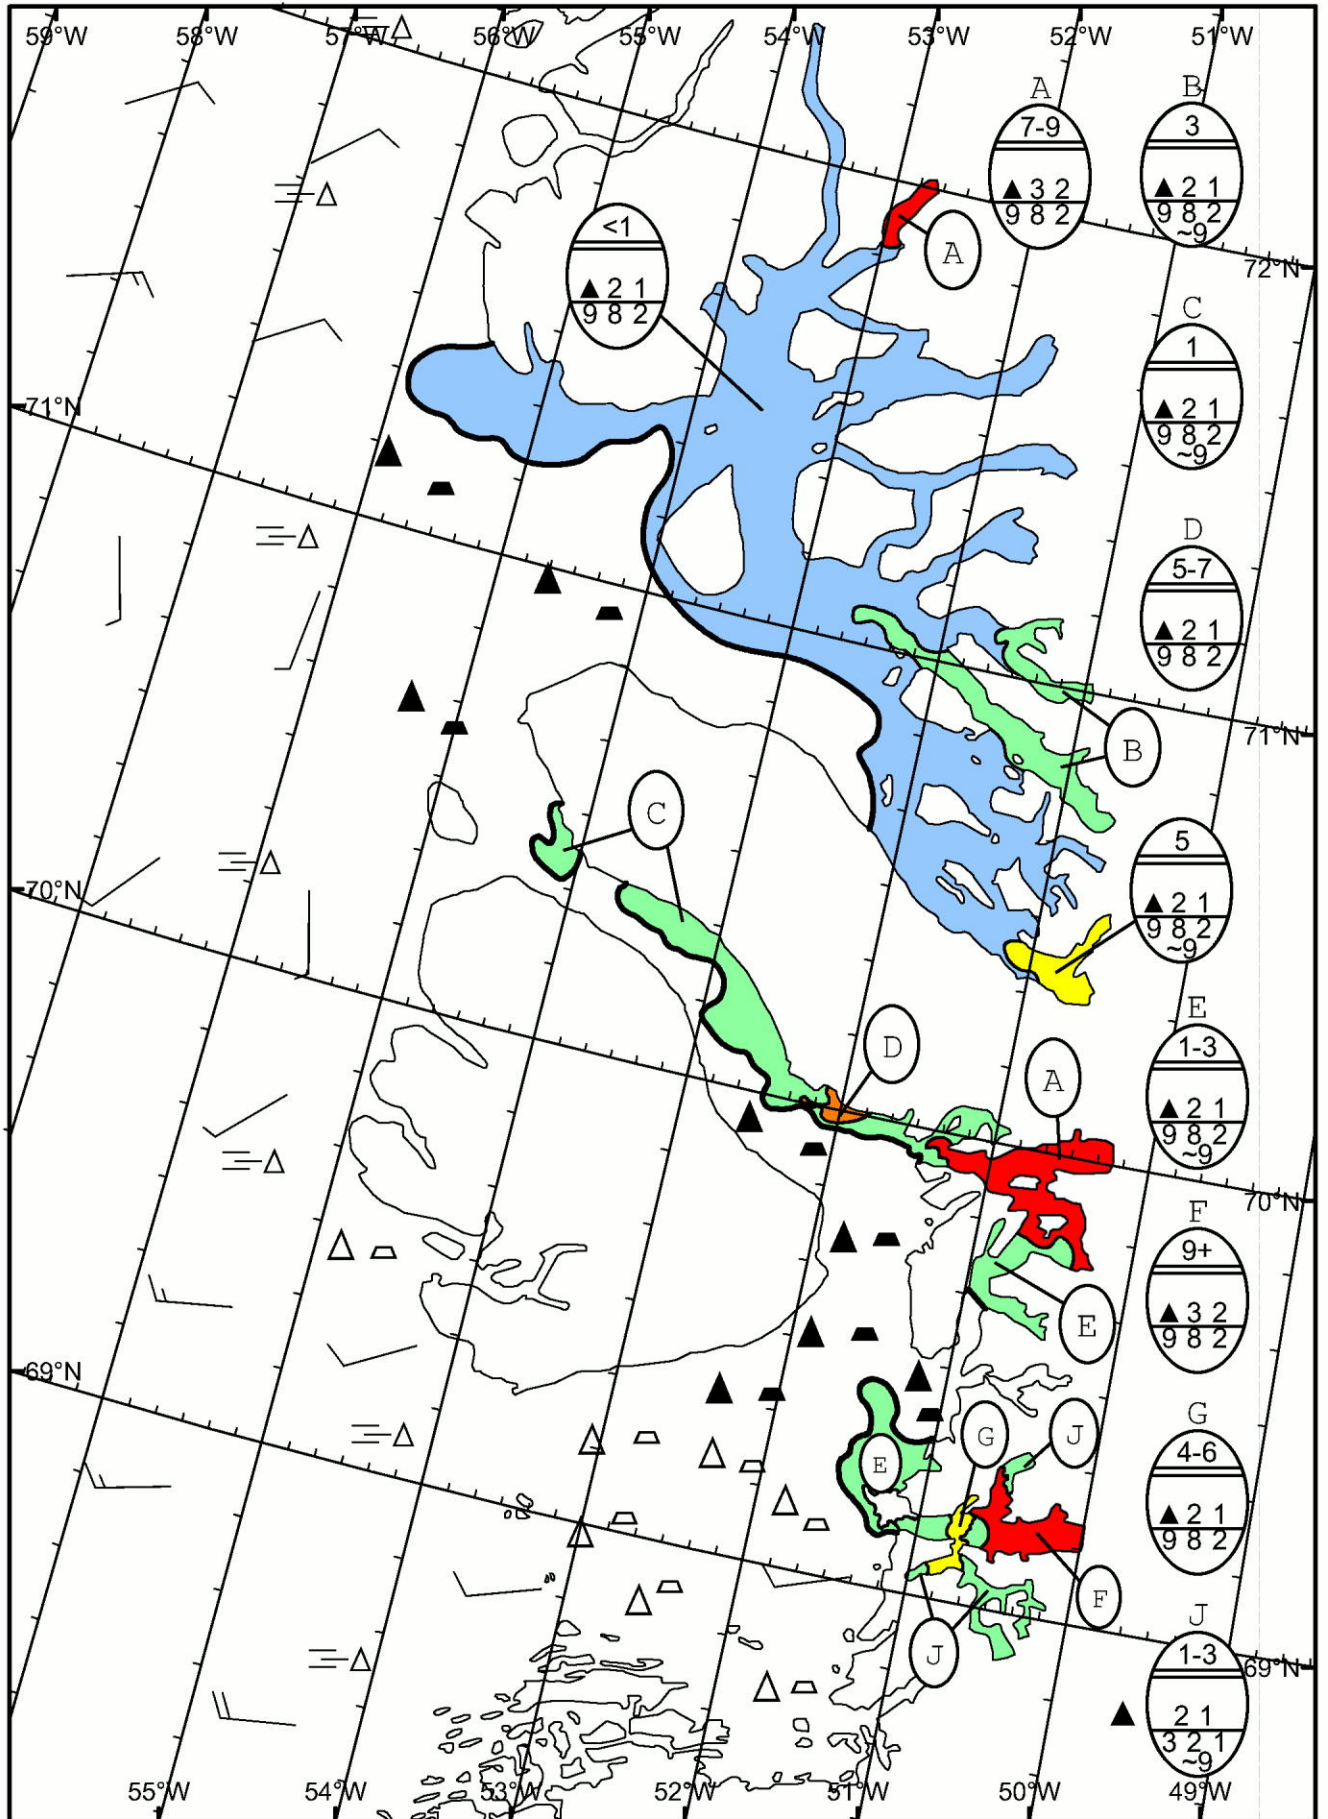 59°W 58°W 57°W 56°W 55°W 54°W 53°W 52°W 51°W
A
7-9
▲ 3 2
9 8 2
B
3
▲ 2 1
9 8 2
~9
<1
▲ 2 1
9 8 2
A
72°N
C
1
▲ 2 1
9 8 2
~9
71°N
D
5-7
▲ 2 1
9 8 2
71°N
B
C
5
▲ 2 1
9 8 2
~9
70°N
E
1-3
▲ 2 1
9 8 2
~9
D
A
70°N
F
9+
▲ 3 2
9 8 2
E
69°N
G
4-6
▲ 2 1
9 8 2
G
J
E
F
J
J
1-3
▲ 2 1
3 2 1
~9
69°N
55°W 54°W 53°W 52°W 51°W 50°W 49°W